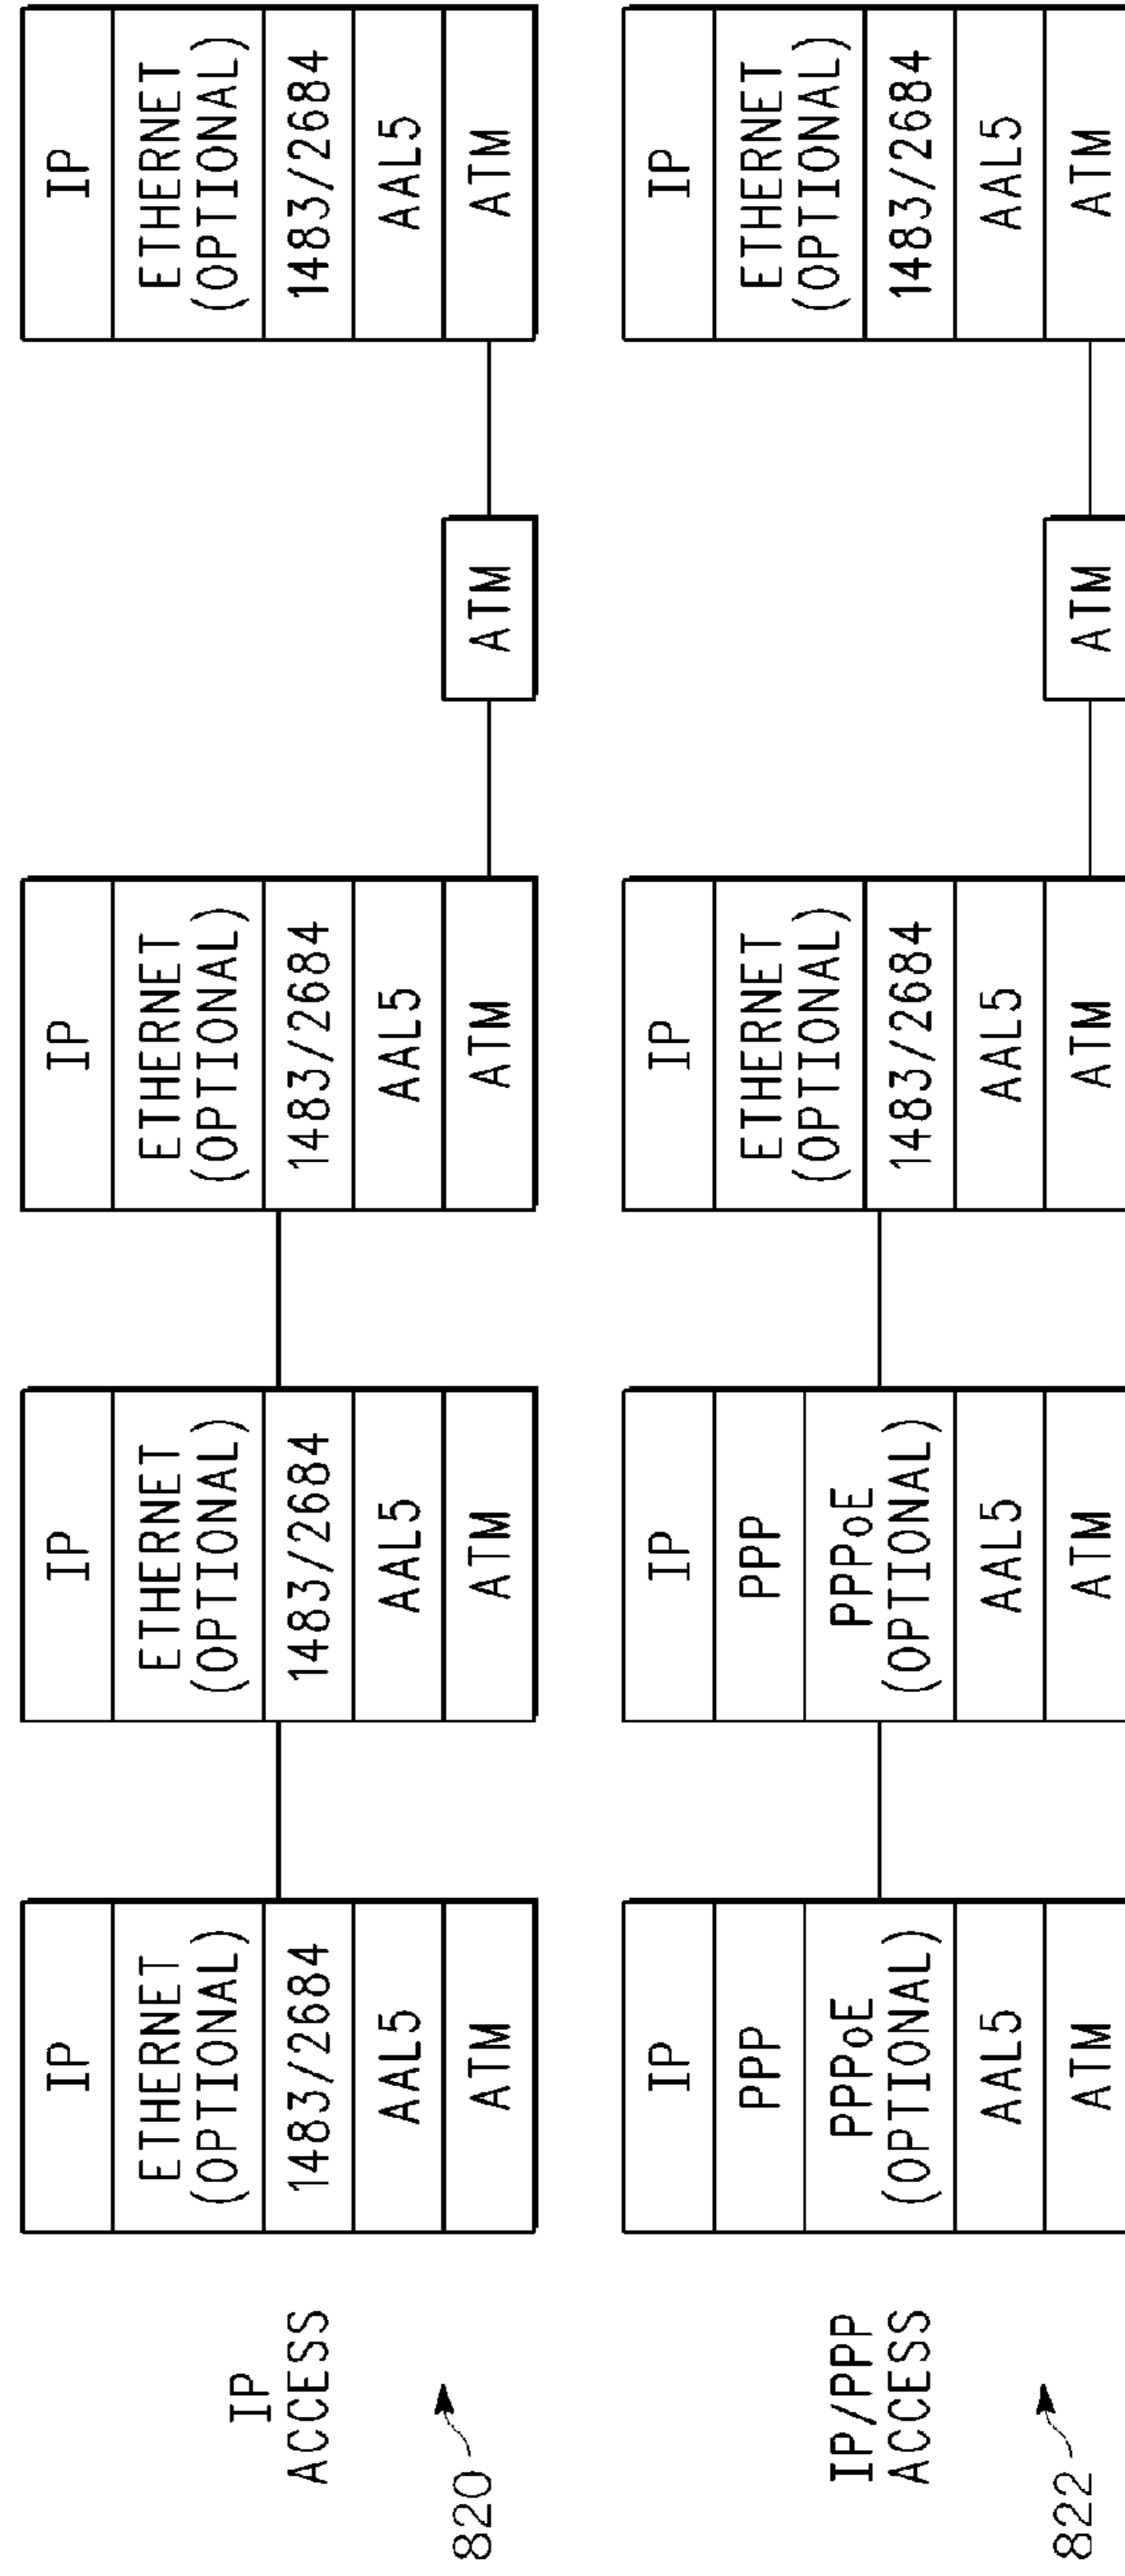 IP
ACCESS
820
IP
ETHERNET
(OPTIONAL)
1483/2684
AAL5
ATM
IP
ETHERNET
(OPTIONAL)
1483/2684
AAL5
ATM
IP
ETHERNET
(OPTIONAL)
1483/2684
AAL5
ATM
ATM
IP
ETHERNET
(OPTIONAL)
1483/2684
AAL5
ATM
IP/PPP
ACCESS
822
IP
PPP
PPPoE
(OPTIONAL)
AAL5
ATM
IP
PPP
PPPoE
(OPTIONAL)
AAL5
ATM
IP
ETHERNET
(OPTIONAL)
1483/2684
AAL5
ATM
ATM
IP
ETHERNET
(OPTIONAL)
1483/2684
AAL5
ATM